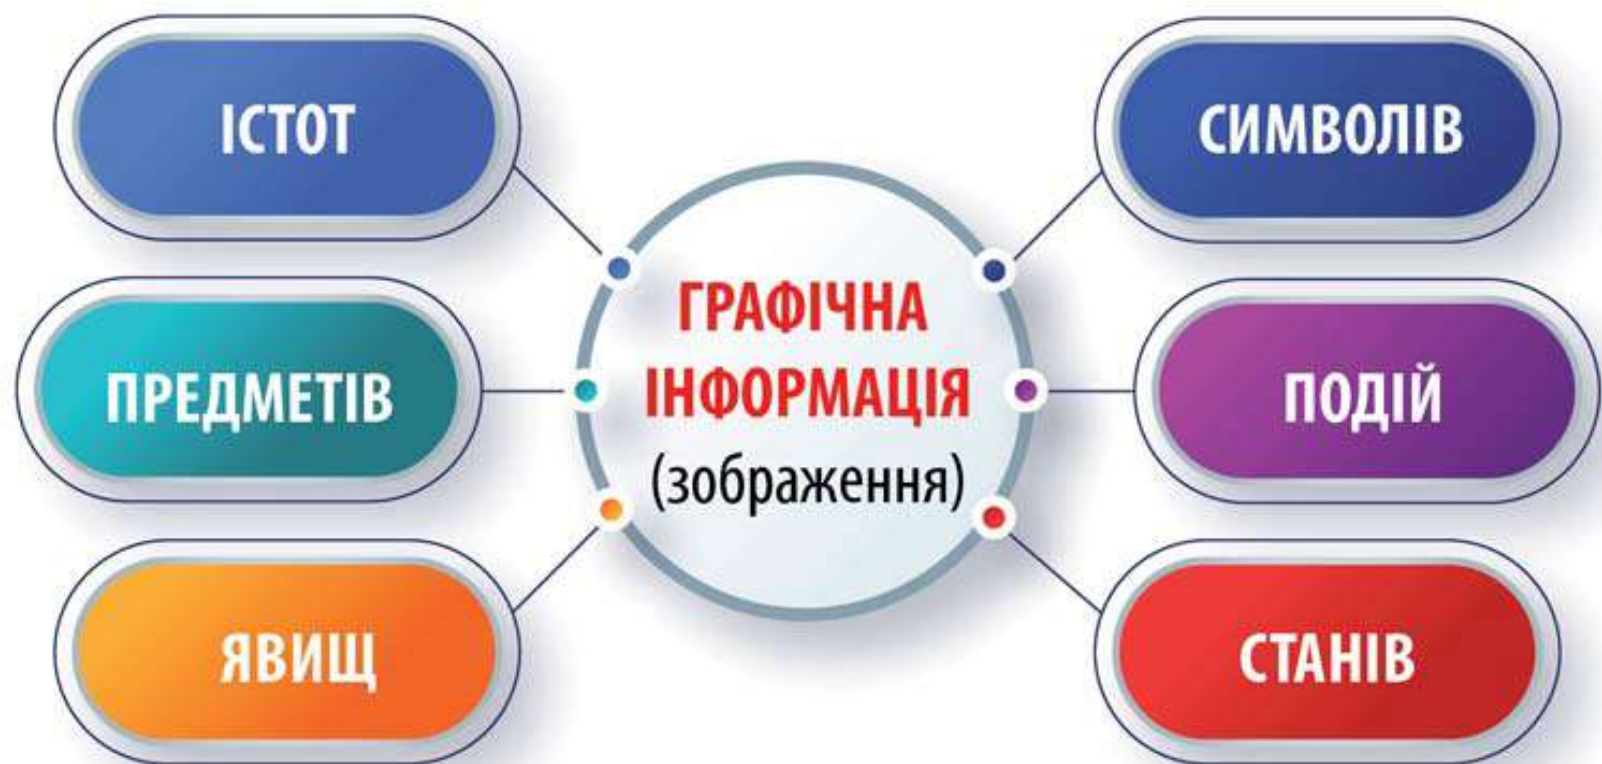 ІСТОТ
ПРЕДМЕТІВ
ЯВИЩ
ГРАФІЧНА
ІНФОРМАЦІЯ
(зображення)
СИМВОЛІВ
ПОДІЙ
СТАНІВ